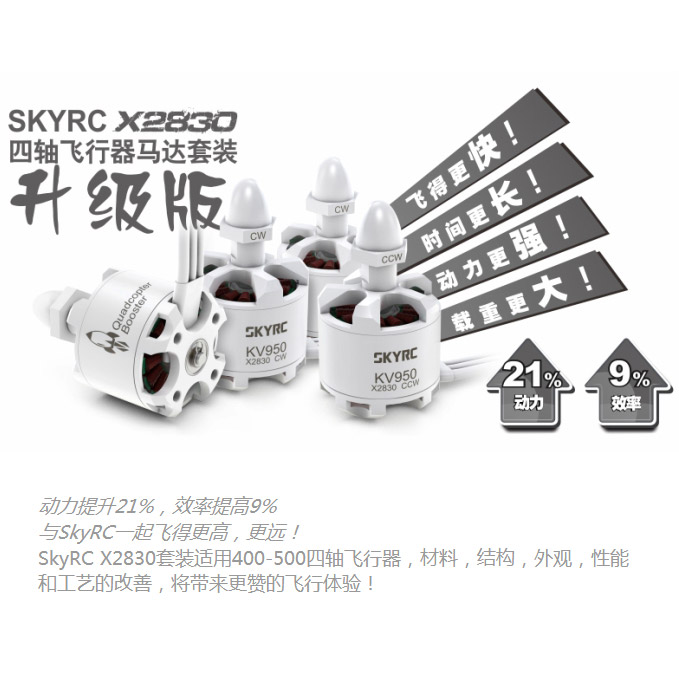 SKYRC X2830
四轴飞行器马达套装
升级版
飞得更快！
时间更长！
动力更强！
载重更大！
CW
CCW
Quadcopter
Booster
SKYRC
KV950
X2830 CW
SKYRC
KV950
X2830 CCW
21%
动力
9%
效率
动力提升21%，效率提高9%
与SkyRC一起飞得更高，更远！
SkyRC X2830套装适用400-500四轴飞行器，材料，结构，外观，性能
和工艺的改善，将带来更赞的飞行体验！